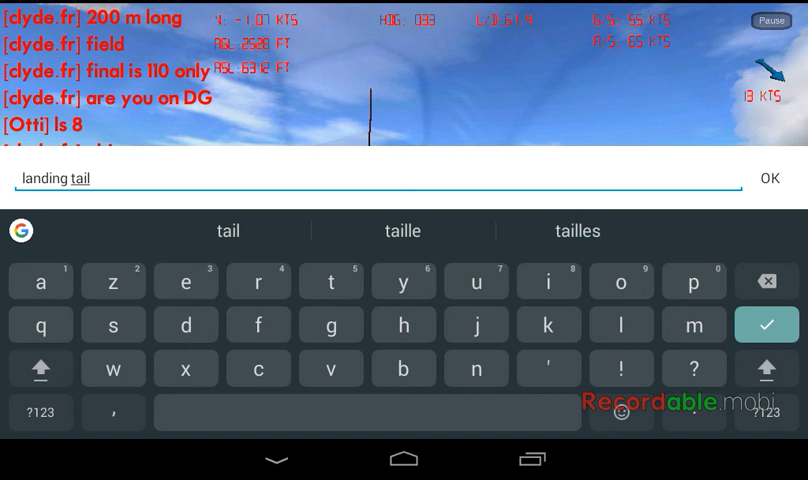 [clyde.fr] 200 m long
V: -1.07 KTS
HDG: 033
L/D:61.4
G/S: 55 KTS
Pause
[clyde.fr] field
AGL:2528 FT
A/S: 65 KTS
[clyde.fr] final is 110 only
ASL:6312 FT
[clyde.fr] are you on DG
13 KTS
[Otti] ls 8
landing tail
OK
G
tail taille tailles
a 1 z 2 e 3 r 4 t 5 y 6 u 7 i 8 o 9 p 0
q s d f g h j k l m
w x c v b n ' ! ?
?123 , . ?123
Recordable.mobi